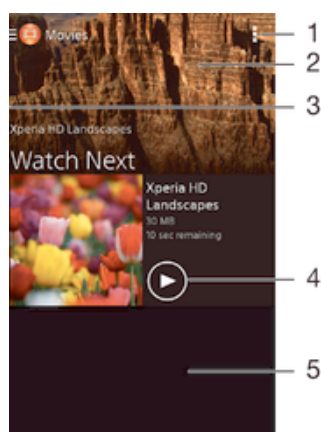 Movies
1
2
3
Xperia HD Landscapes
Watch Next
Xperia HD
Landscapes
30 MB
10 sec remaining
4
5